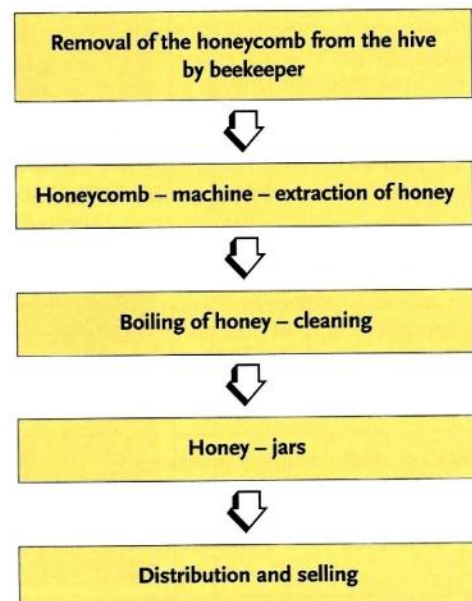 Removal of the honeycomb from the hive
by beekeeper
Honeycomb – machine – extraction of honey
Boiling of honey – cleaning
Honey – jars
Distribution and selling